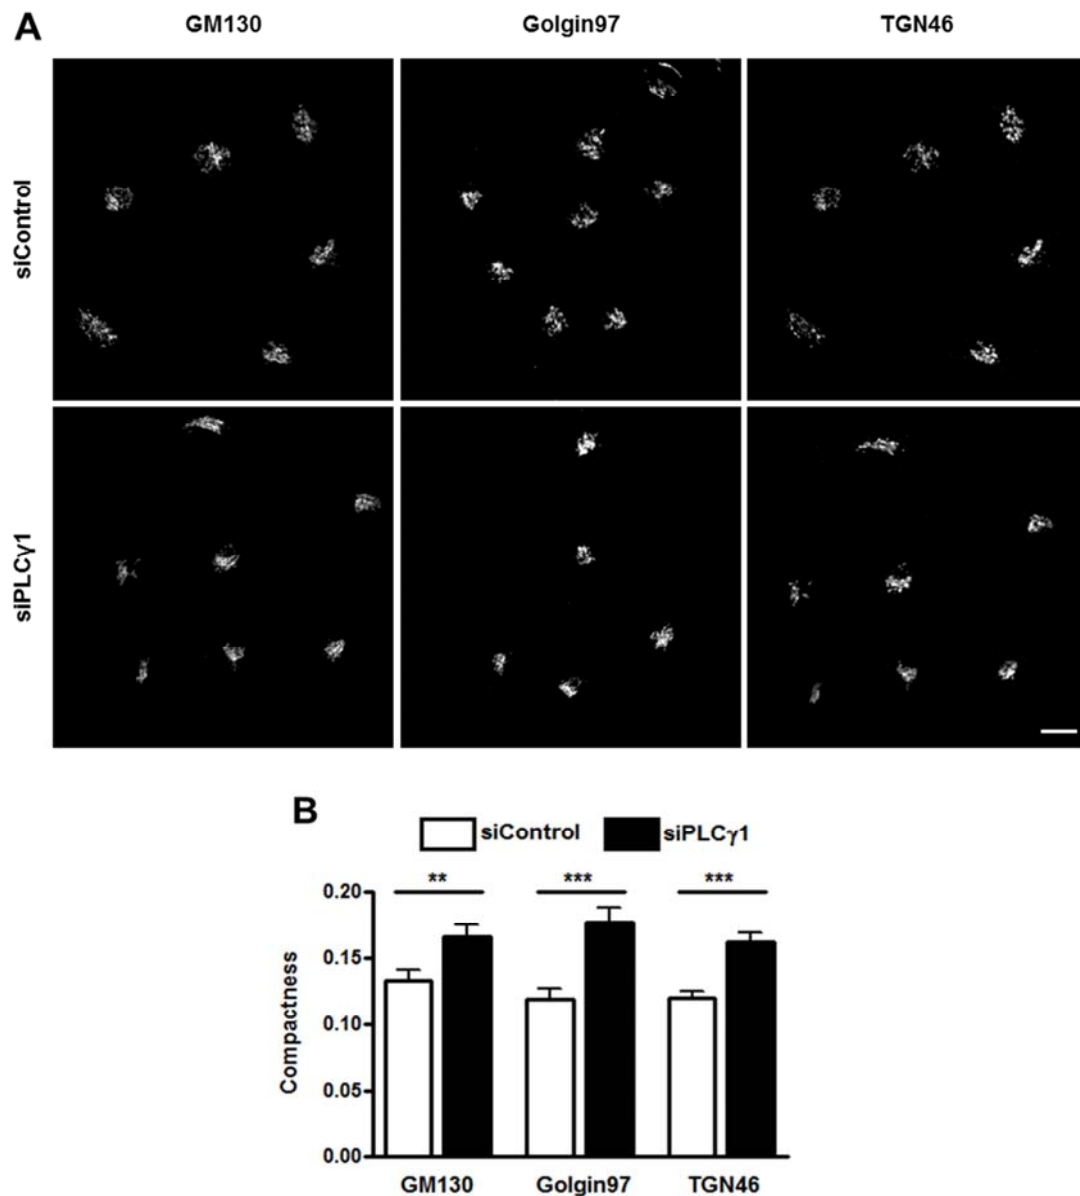 A
GM130 Golgin97 TGN46
siControl
siPLCγ1
B
siControl siPLCγ1
** *** ***
0.20
0.15
0.10
0.05
0.00
Compactness
GM130 Golgin97 TGN46